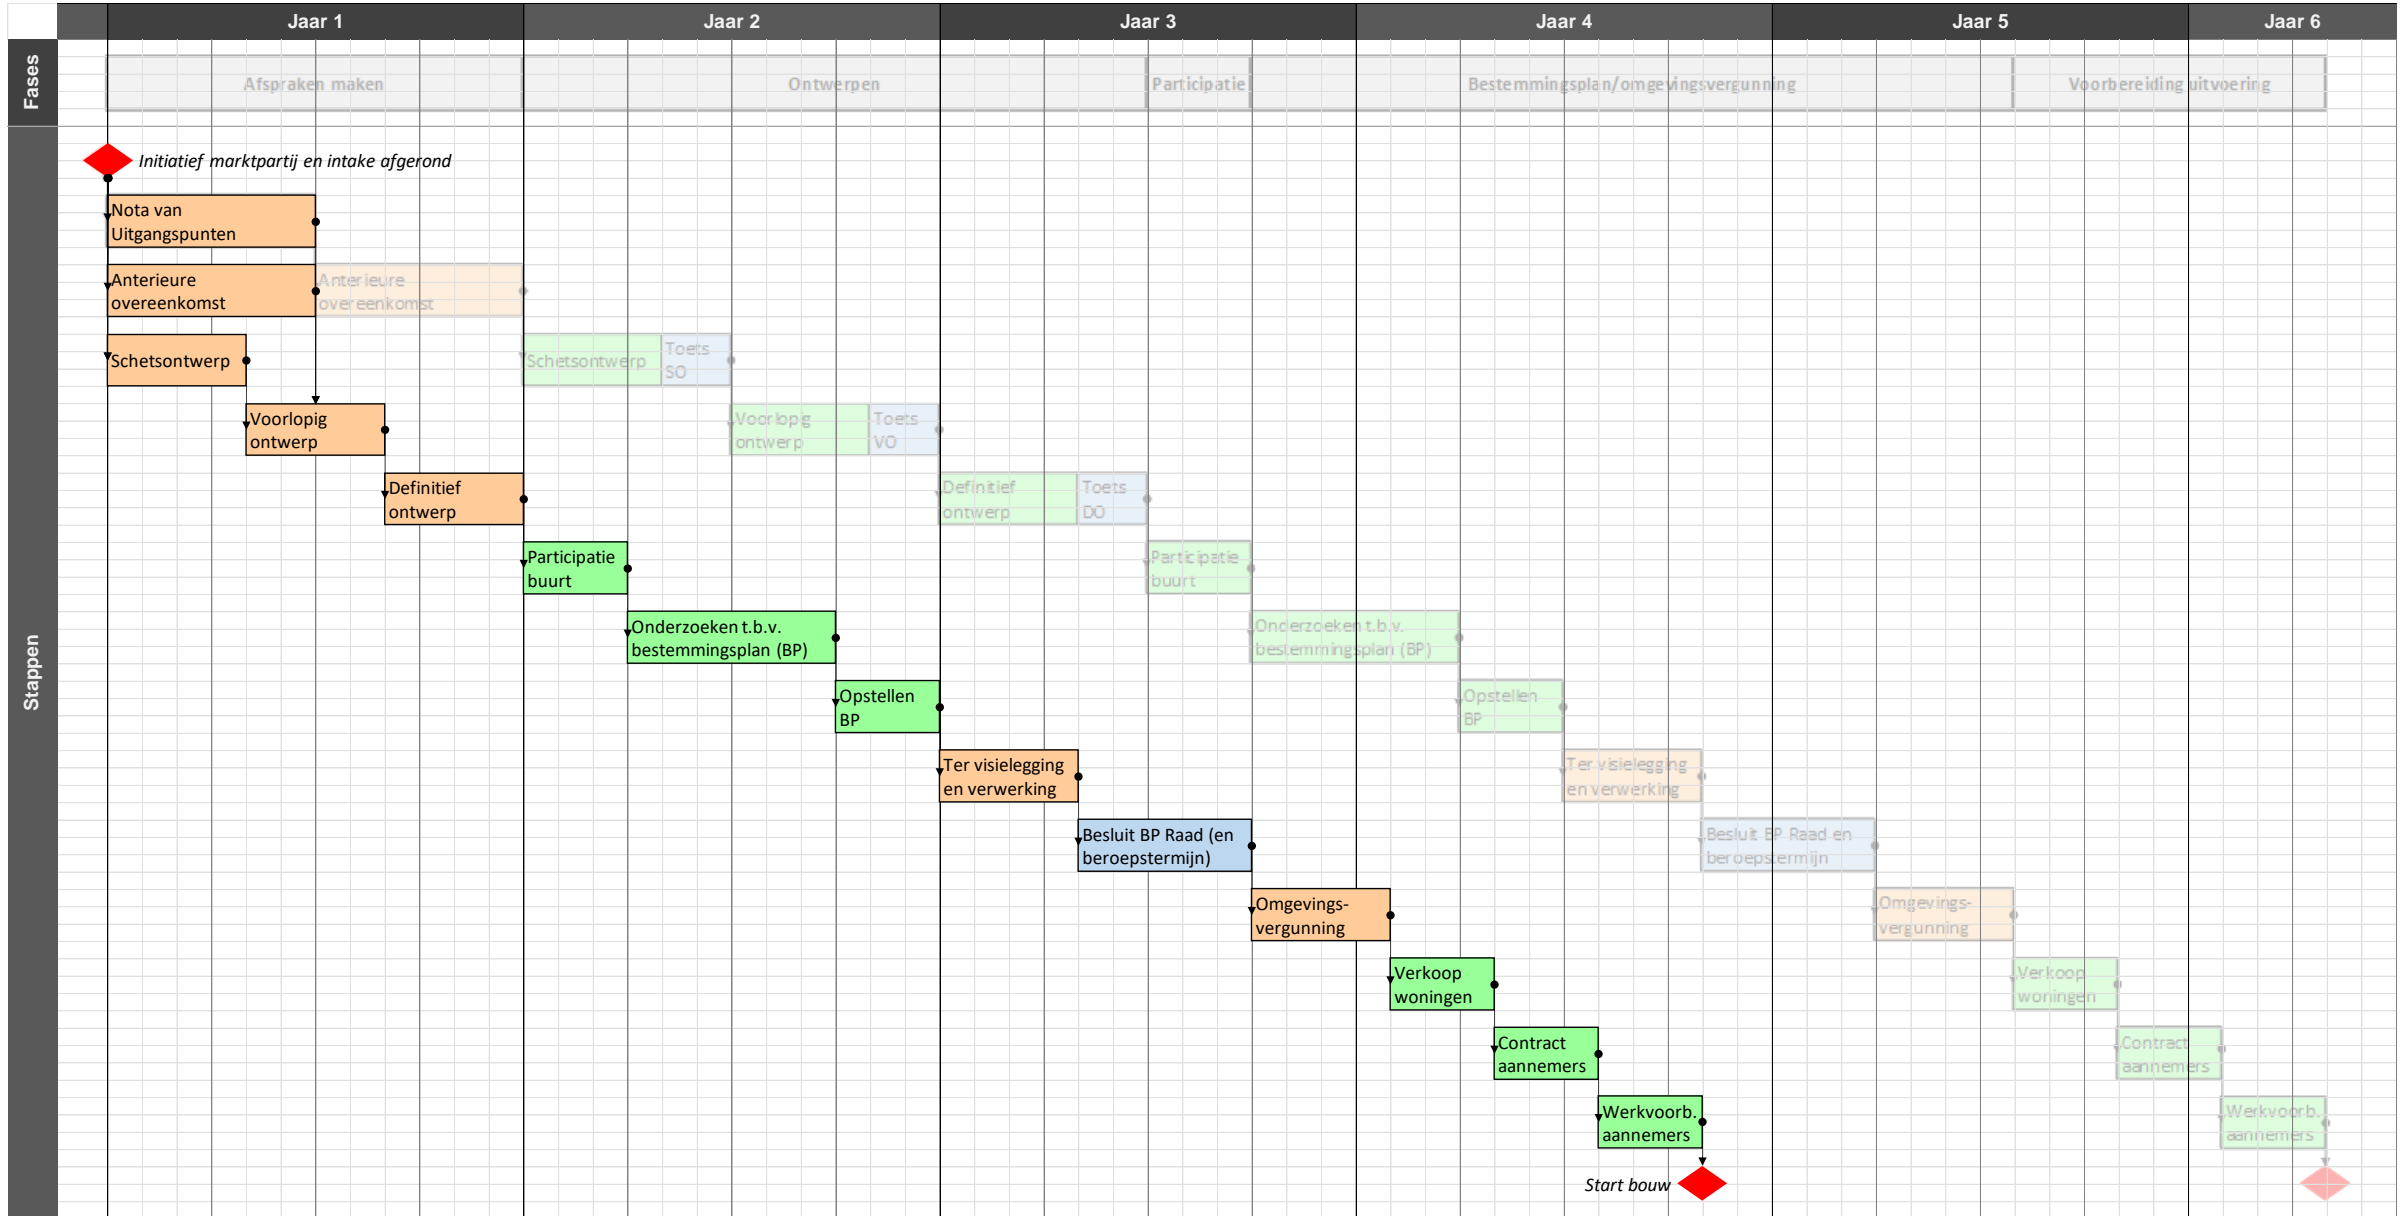 Jaar 1
Jaar 2
Jaar 3
Jaar 4
Jaar 5
Jaar 6
Fases
Afspraken maken
Ontwerpen
Participatie
Bestemmingsplan/omgevingsvergunning
Voorbereiding uitvoering
Stappen
Initiatief marktpartij en intake afgerond
Nota van
Uitgangspunten
Anterieure
overeenkomst
Anterieure
overeenkomst
Schetsontwerp
Schetsontwerp
Toets
SO
Voorlopig
ontwerp
Voorlopig
ontwerp
Toets
VO
Definitief
ontwerp
Definitief
ontwerp
Toets
DO
Participatie
buurt
Participatie
buurt
Onderzoeken t.b.v.
bestemmingsplan (BP)
Onderzoeken t.b.v.
bestemmingsplan (BP)
Opstellen
BP
Opstellen
BP
Ter visielegging
en verwerking
Ter visielegging
en verwerking
Besluit BP Raad (en
beroepstermijn)
Besluit BP Raad en
beroepstermijn
Omgevings-
vergunning
Omgevings-
vergunning
Verkoop
woningen
Verkoop
woningen
Contract
aannemers
Contract
aannemers
Werkvoorb.
aannemers
Werkvoorb.
aannemers
Start bouw